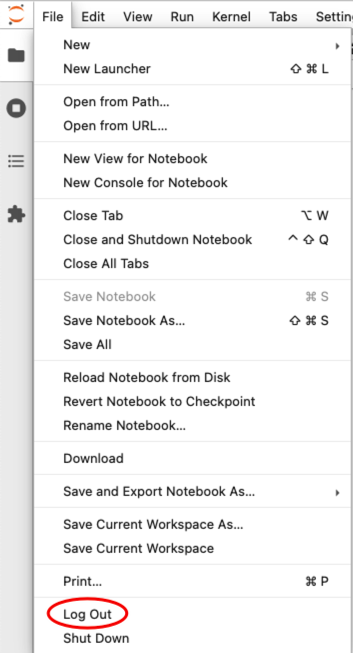 File Edit View Run Kernel Tabs
New
New Launcher ⇧ ⌘ L
Open from Path...
Open from URL...
New View for Notebook
New Console for Notebook
Close Tab ⌥ W
Close and Shutdown Notebook ^ ⇧ Q
Close All Tabs
Save Notebook ⌘ S
Save Notebook As... ⇧ ⌘ S
Save All
Reload Notebook from Disk
Revert Notebook to Checkpoint
Rename Notebook...
Download
Save and Export Notebook As...
Save Current Workspace As...
Save Current Workspace
Print... ⌘ P
Log Out
Shut Down